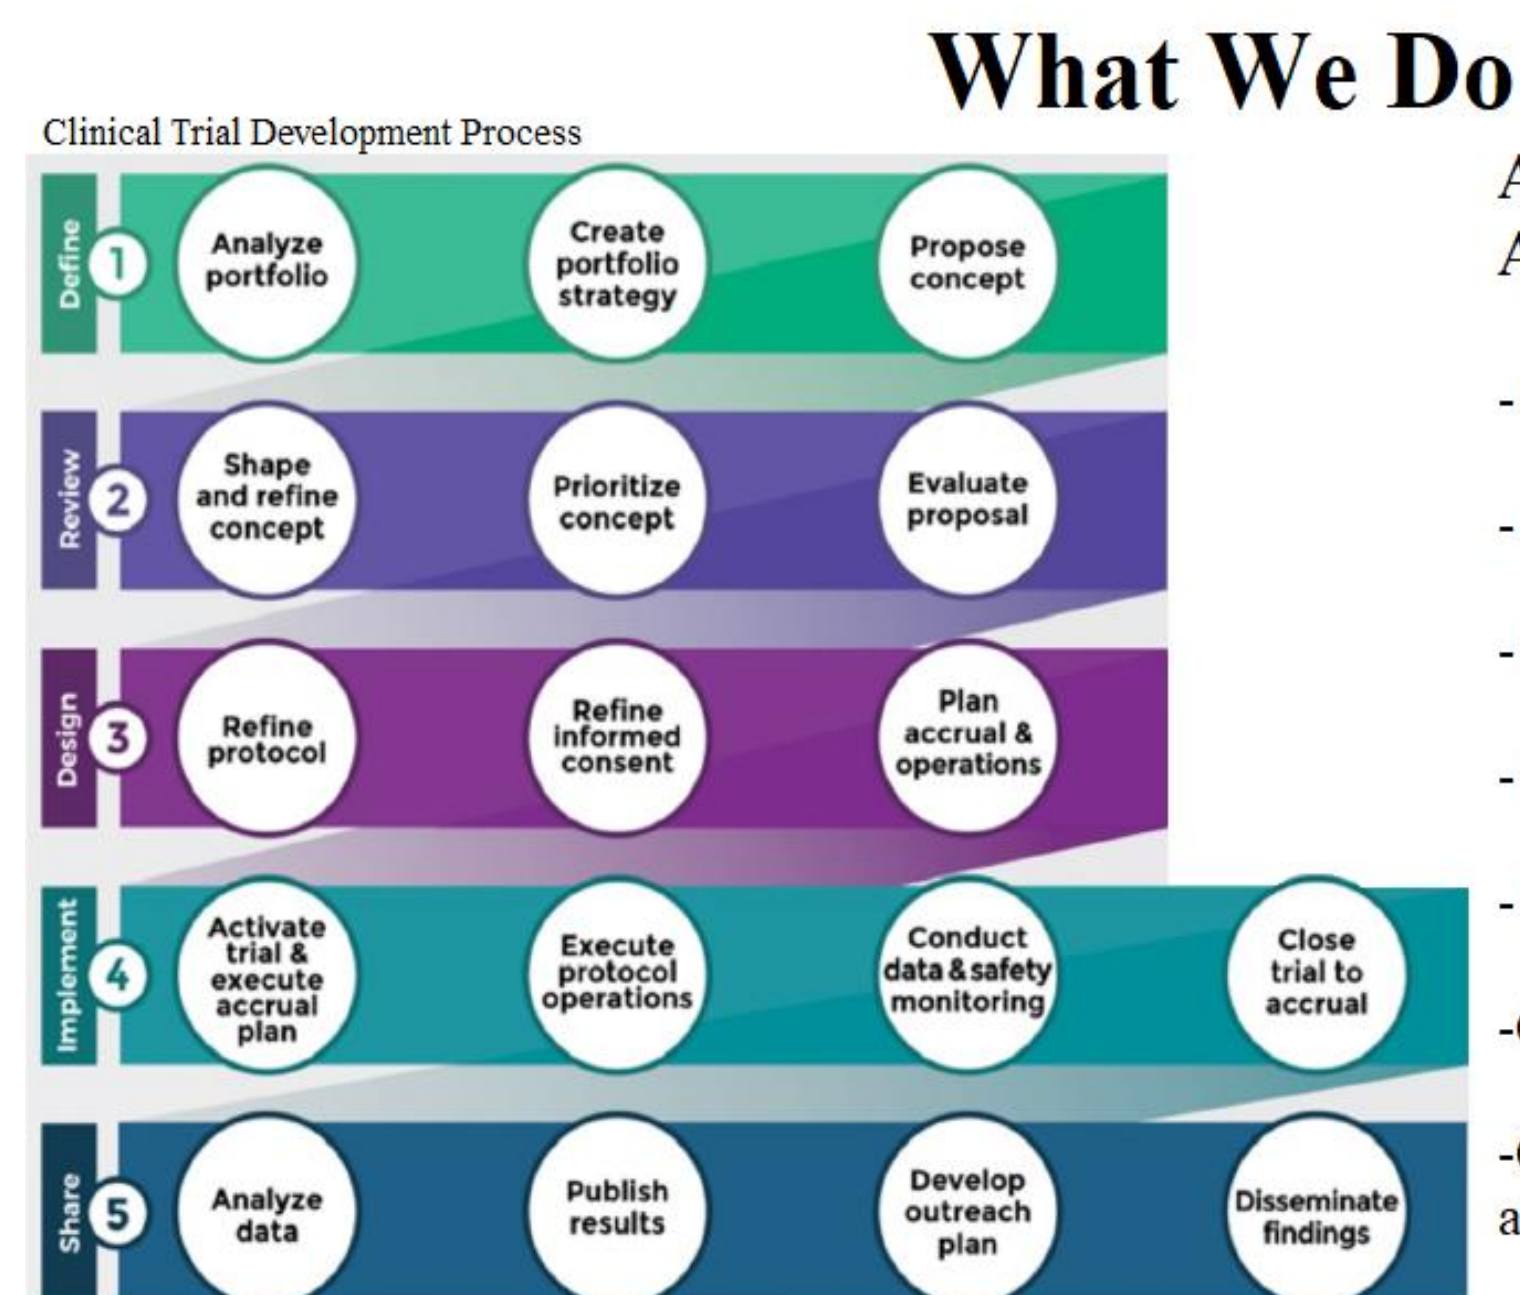 What We Do
Clinical Trial Development Process
Define
1
Analyze
portfolio
Create
portfolio
strategy
Propose
concept
Review
2
Shape
and refine
concept
Prioritize
concept
Evaluate
proposal
Design
3
Refine
protocol
Refine
informed
consent
Plan
accrual &
operations
Implement
4
Activate
trial &
execute
accrual
plan
Execute
protocol
operations
Conduct
data & safety
monitoring
Close
trial to
accrual
Share
5
Analyze
data
Publish
results
Develop
outreach
plan
Disseminate
findings